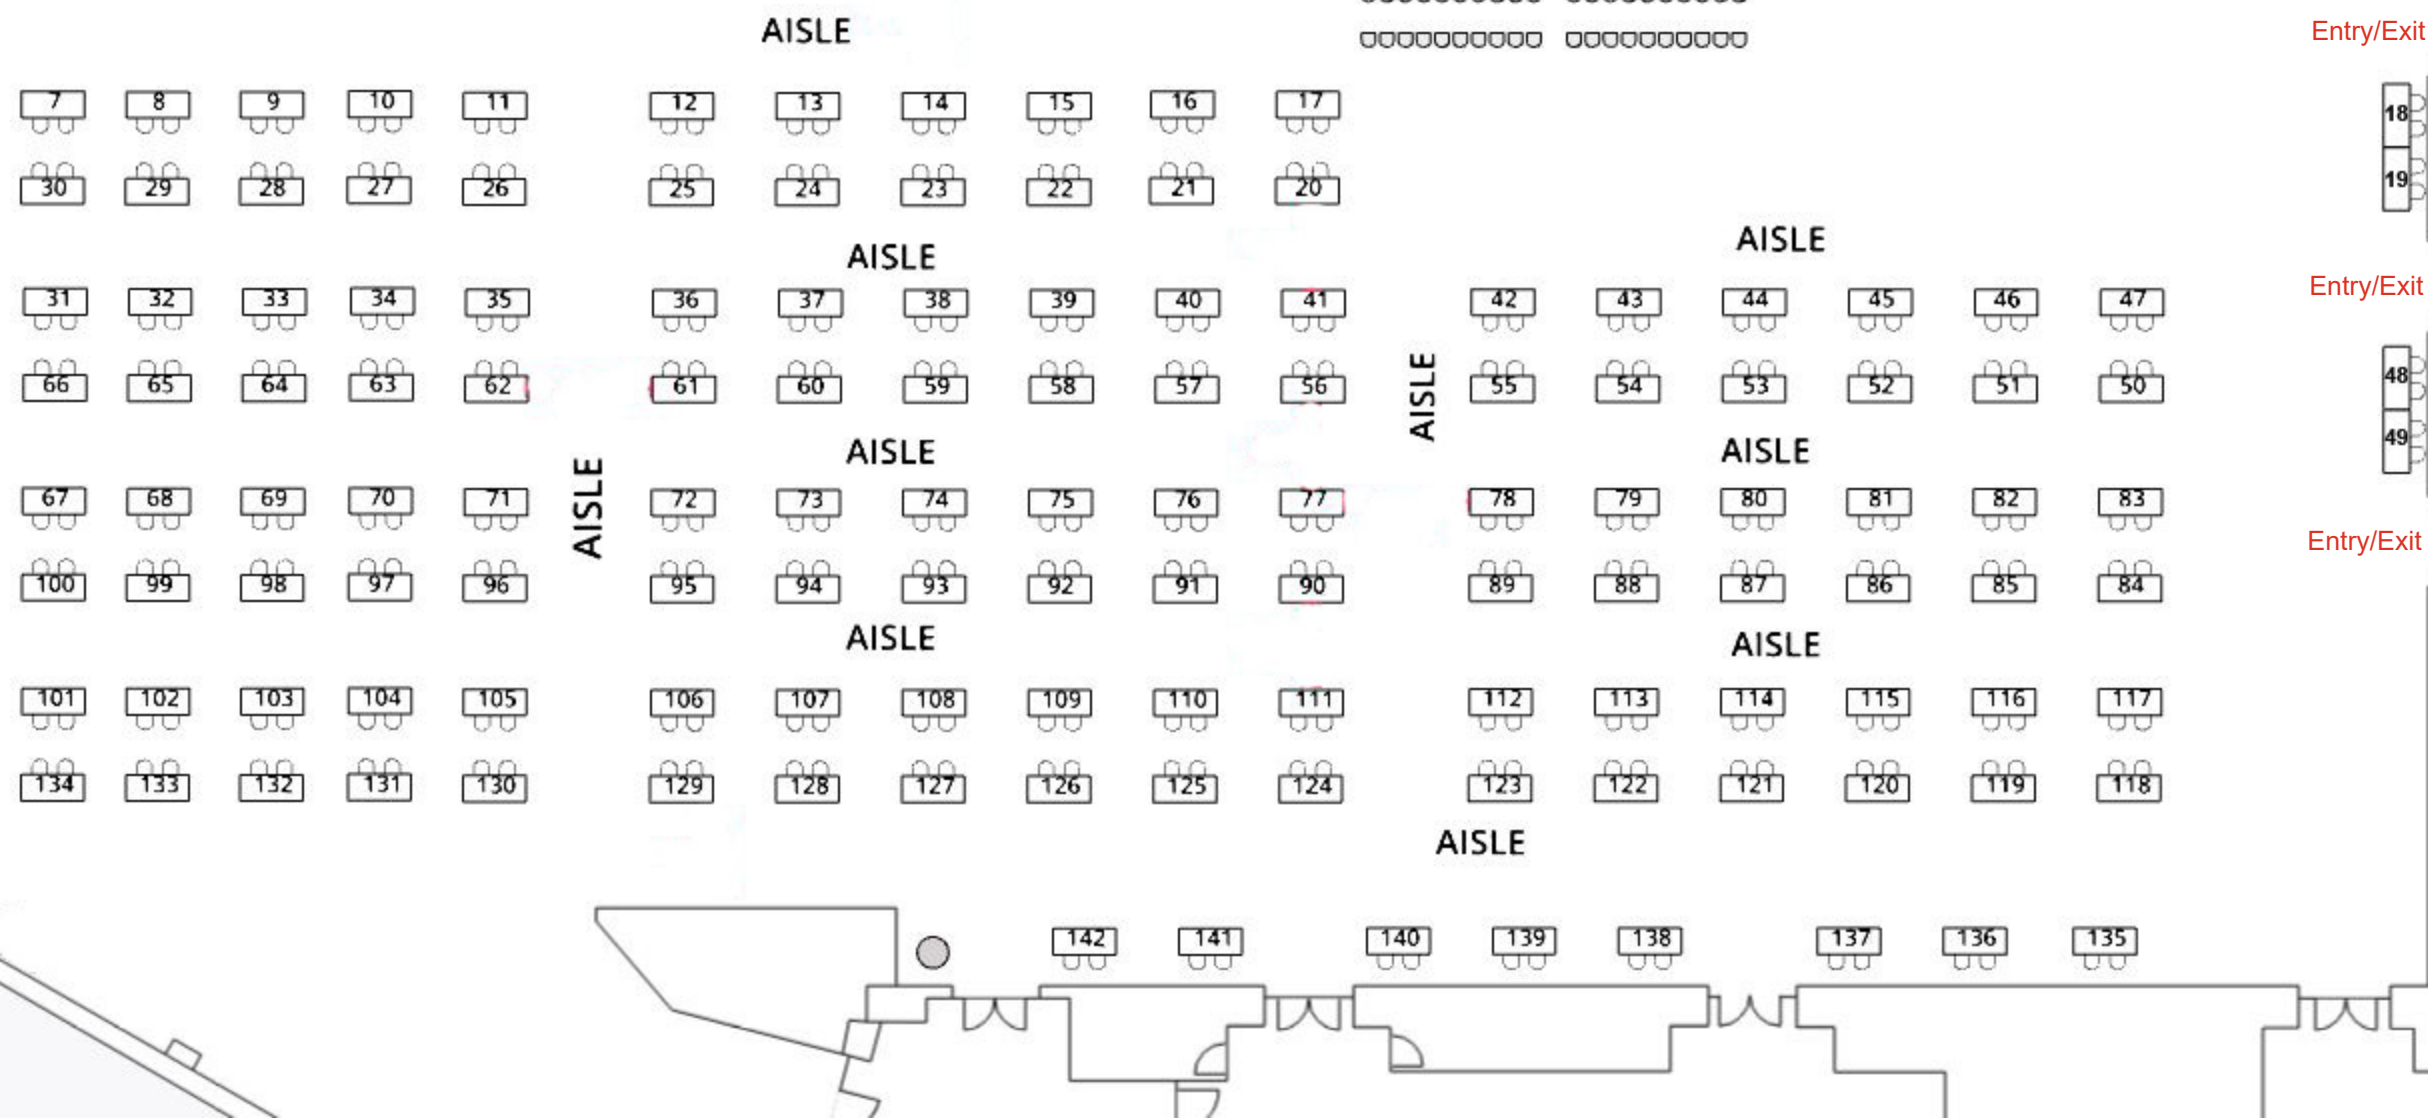 AISLE
Entry/Exit
7 8 9 10 11 12 13 14 15 16 17
18
30 29 28 27 26 25 24 23 22 21 20
19
AISLE
AISLE
Entry/Exit
31 32 33 34 35 36 37 38 39 40 41 42 43 44 45 46 47
AISLE
66 65 64 63 62 61 60 59 58 57 56 55 54 53 52 51 50
48
49
AISLE
AISLE
AISLE
67 68 69 70 71 72 73 74 75 76 77 78 79 80 81 82 83
Entry/Exit
100 99 98 97 96 95 94 93 92 91 90 89 88 87 86 85 84
AISLE
AISLE
101 102 103 104 105 106 107 108 109 110 111 112 113 114 115 116 117
134 133 132 131 130 129 128 127 126 125 124 123 122 121 120 119 118
AISLE
142 141 140 139 138 137 136 135